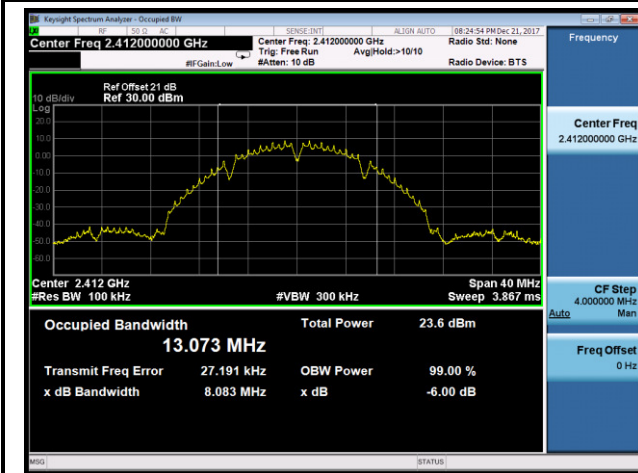 Keysight Spectrum Analyzer - Occupied BW
RF 50 Ω AC SENSE:INT ALIGN AUTO 08:24:54 PM Dec 21, 2017
Center Freq 2.412000000 GHz
Center Freq: 2.412000000 GHz
Radio Std: None
Trig: Free Run Avg|Hold:>10/10
#IFGain:Low #Atten: 10 dB Radio Device: BTS
Ref Offset 21 dB
10 dB/div Ref 30.00 dBm
Log
20.0
10.0
0.00
-10.0
-20.0
-30.0
-40.0
-50.0
-60.0
Center 2.412 GHz Span 40 MHz
#Res BW 100 kHz #VBW 300 kHz Sweep 3.867 ms
Occupied Bandwidth Total Power 23.6 dBm
13.073 MHz
Transmit Freq Error 27.191 kHz OBW Power 99.00 %
x dB Bandwidth 8.083 MHz x dB -6.00 dB
MSG STATUS
Frequency
Center Freq
2.412000000 GHz
CF Step
4.000000 MHz
Auto Man
Freq Offset
0 Hz